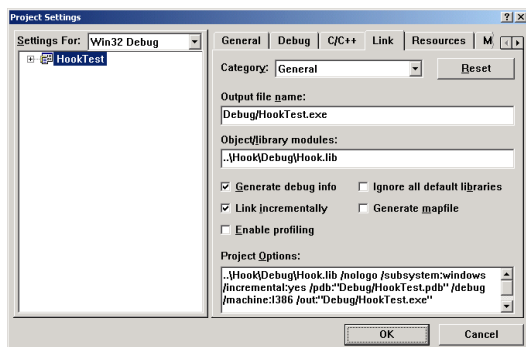 Project Settings
Settings For: Win32 Debug
HookTest
General Debug C/C++ Link Resources M
Category: General Reset
Output file name:
Debug/HookTest.exe
Object/library modules:
..\Hook\Debug\Hook.lib
Generate debug info Ignore all default libraries
Link incrementally Generate mapfile
Enable profiling
Project Options:
..\Hook\Debug\Hook.lib /nologo /subsystem:windows
/incremental:yes /pdb:"Debug/HookTest.pdb" /debug
/machine:I386 /out:"Debug/HookTest.exe"
OK Cancel